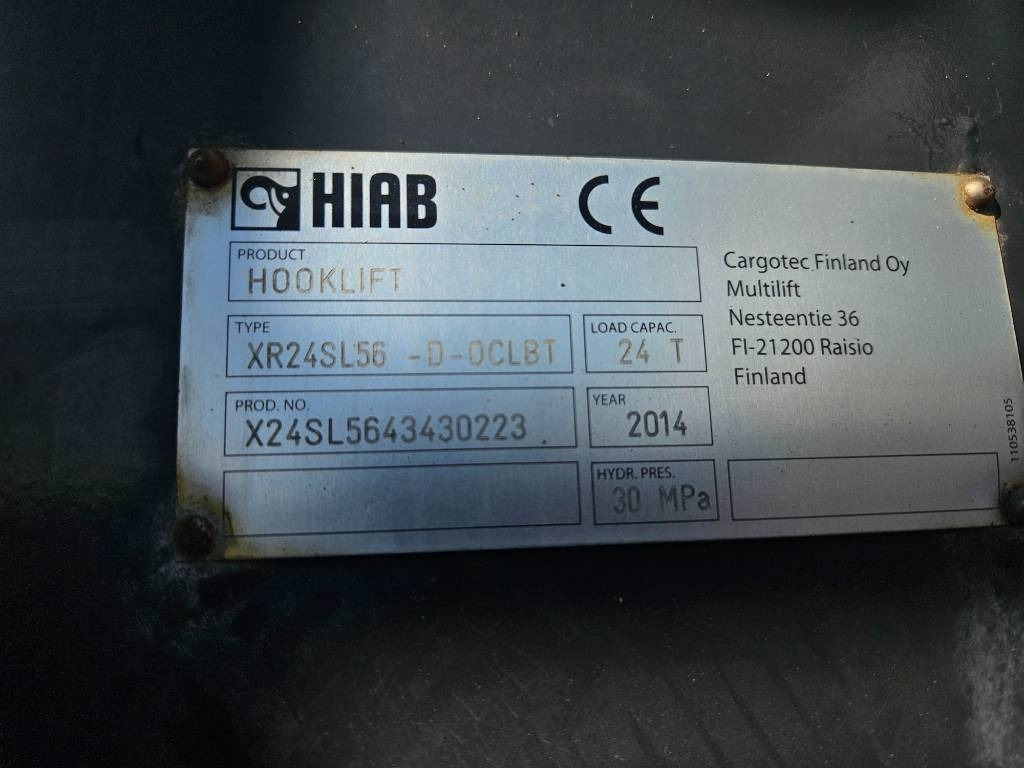 HIAB
CE
PRODUCT
HOOKLIFT
TYPE
XR24SL56 -D-OCLBT
LOAD CAPAC.
24 T
PROD. NO.
X24SL5643430223
YEAR
2014
HYDR. PRES.
30 MPa
Cargotec Finland Oy
Multilift
Nesteentie 36
FI-21200 Raisio
Finland
110538105